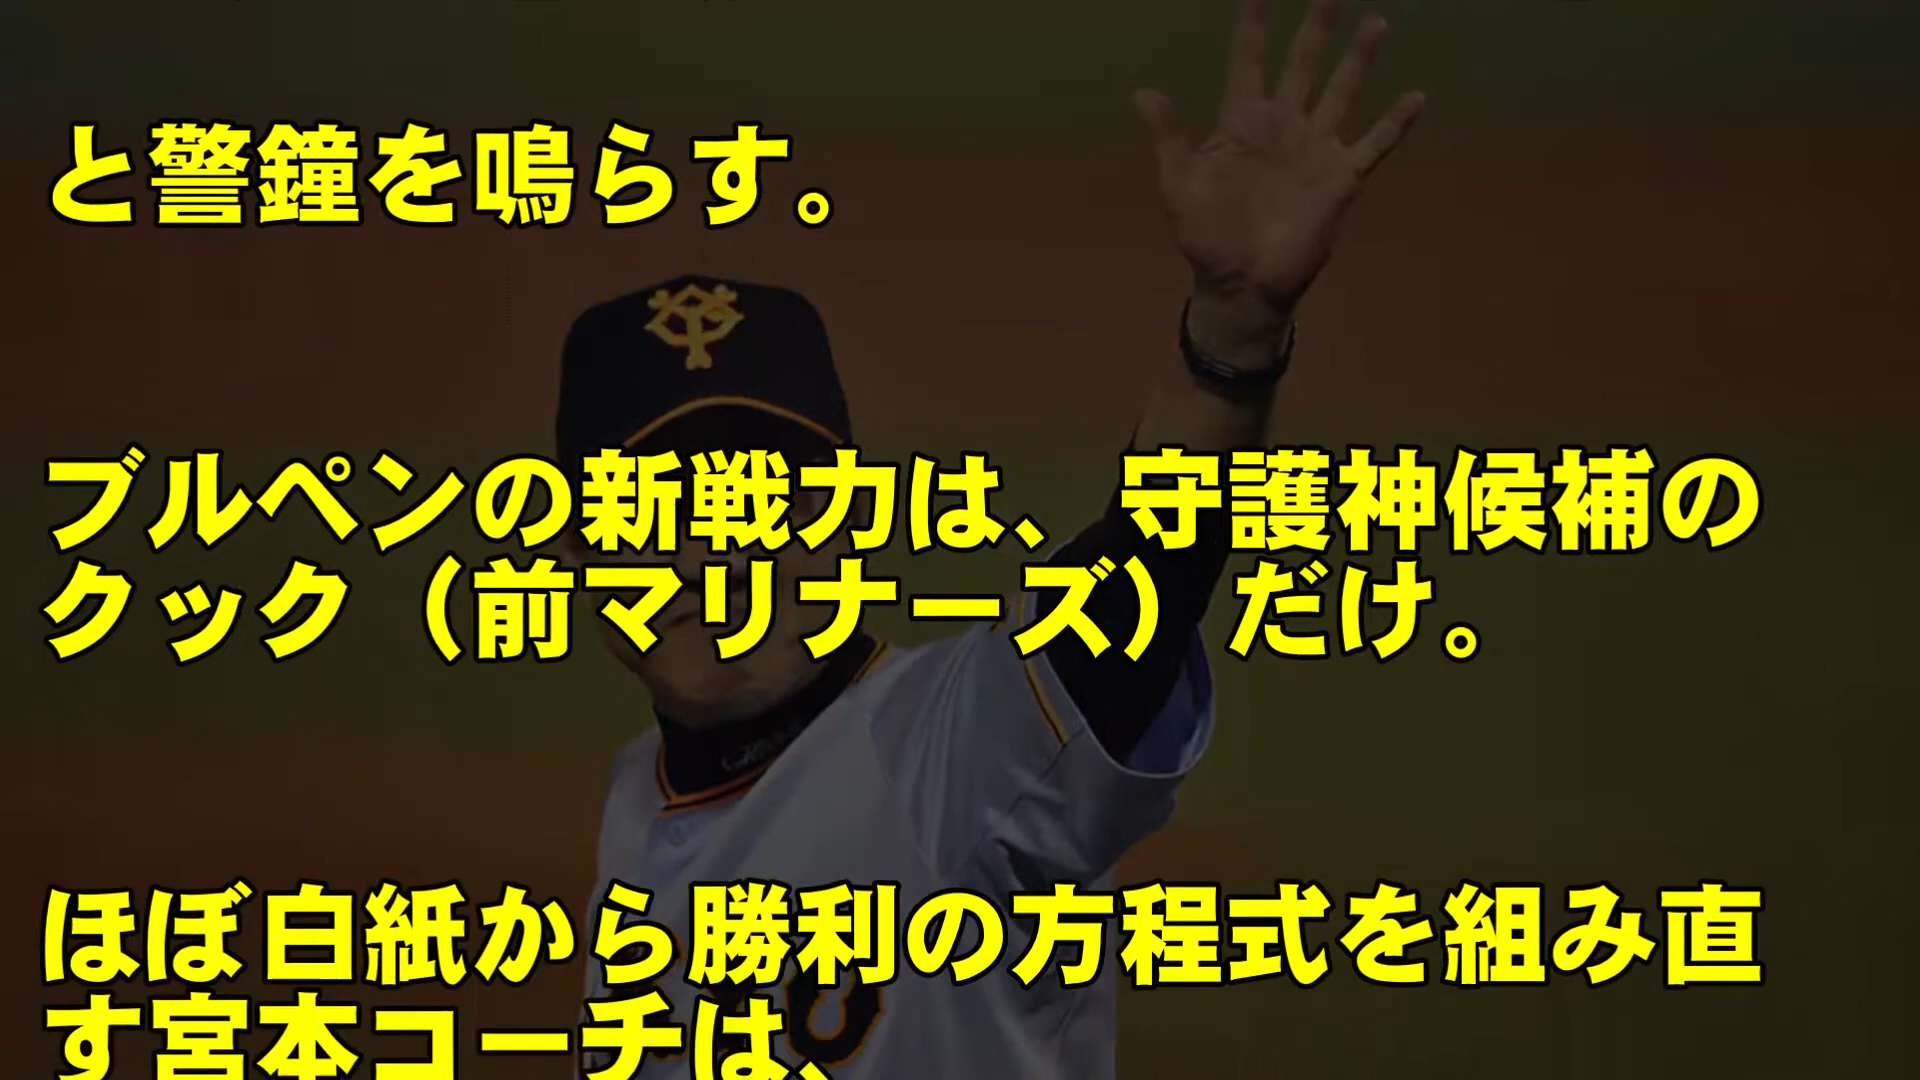 と警鐘を鳴らす。
ブルペンの新戦力は、守護神候補の
クック（前マリナーズ）だけ。
ほぼ白紙から勝利の方程式を組み直
す宮本コーチは、